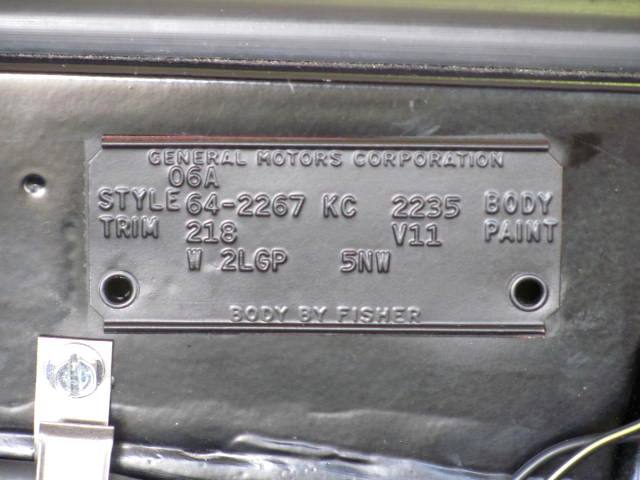 GENERAL MOTORS CORPORATION
06A
STYLE 64-2267 KC 2235 BODY
TRIM 218 V11 PAINT
W 2LGP 5NW
BODY BY FISHER